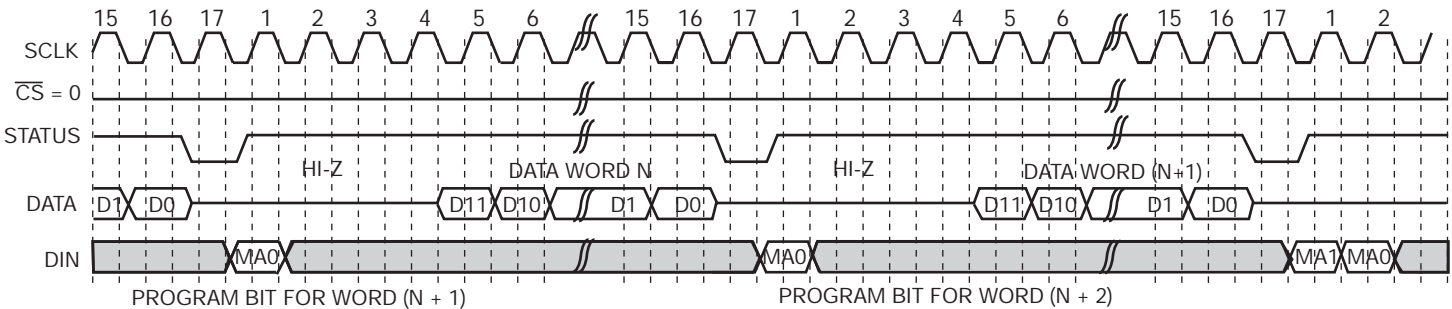 15 16 17 1 2 3 4 5 6 15 16 17 1 2 3 4 5 6 15 16 17 1 2
SCLK
CS = 0
STATUS
HI-Z DATA WORD N HI-Z DATA WORD (N+1)
DATA D1 D0 D11 D10 D1 D0 D11 D10 D1 D0
DIN MA0 MA0 MA1 MA0
PROGRAM BIT FOR WORD (N + 1) PROGRAM BIT FOR WORD (N + 2)